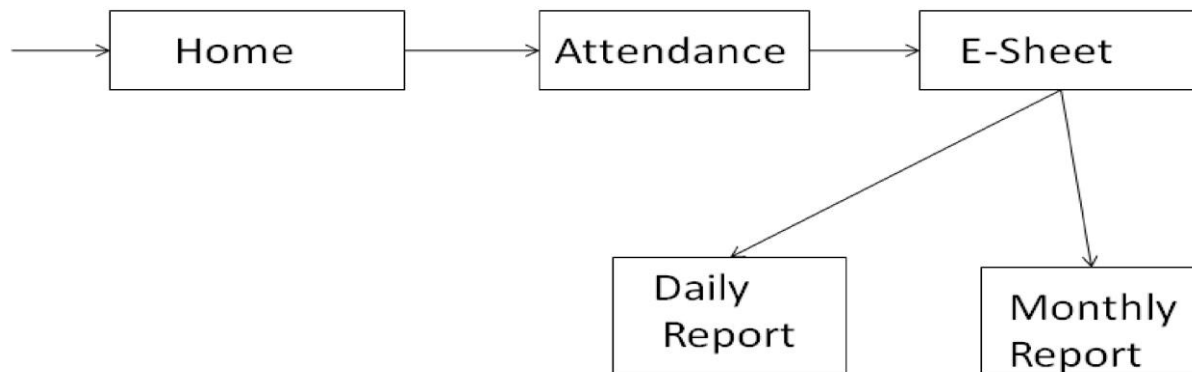 Home
Attendance
E-Sheet
Daily
Report
Monthly
Report